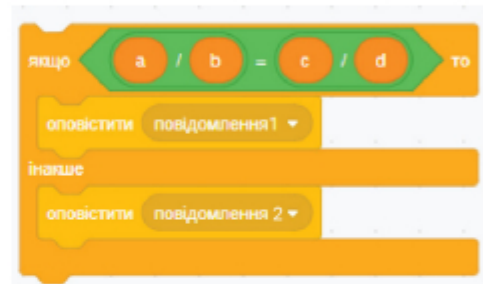 якщо a / b = c / d то
оповістити повідомлення1
інакше
оповістити повідомлення 2